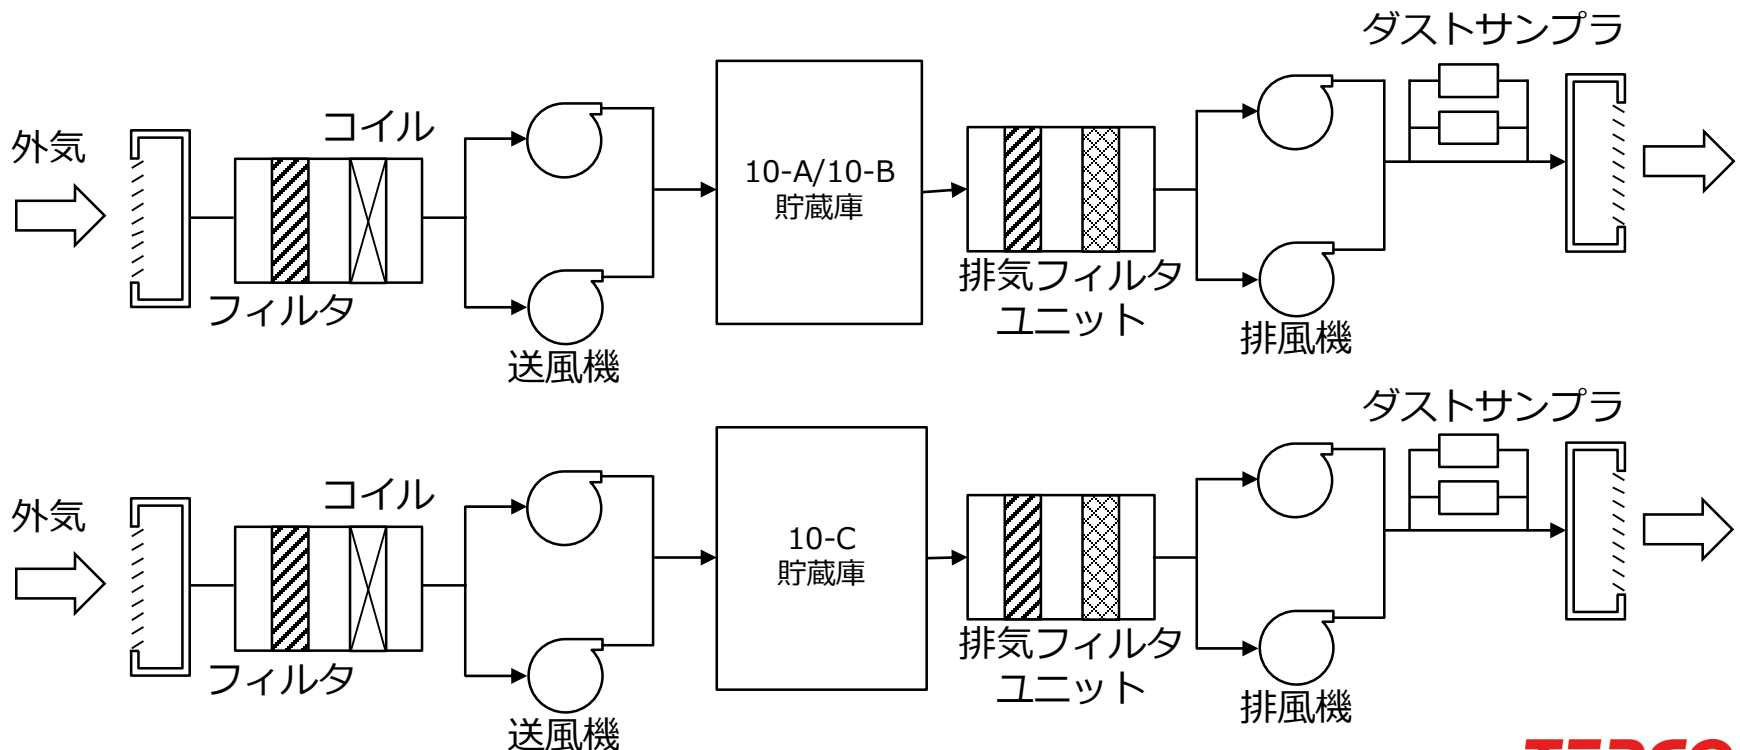 ダストサンプラ
外気
コイル
10-A/10-B
貯蔵庫
フィルタ
排気フィルタ
ユニット
送風機
排風機
ダストサンプラ
外気
コイル
10-C
貯蔵庫
フィルタ
排気フィルタ
ユニット
送風機
排風機